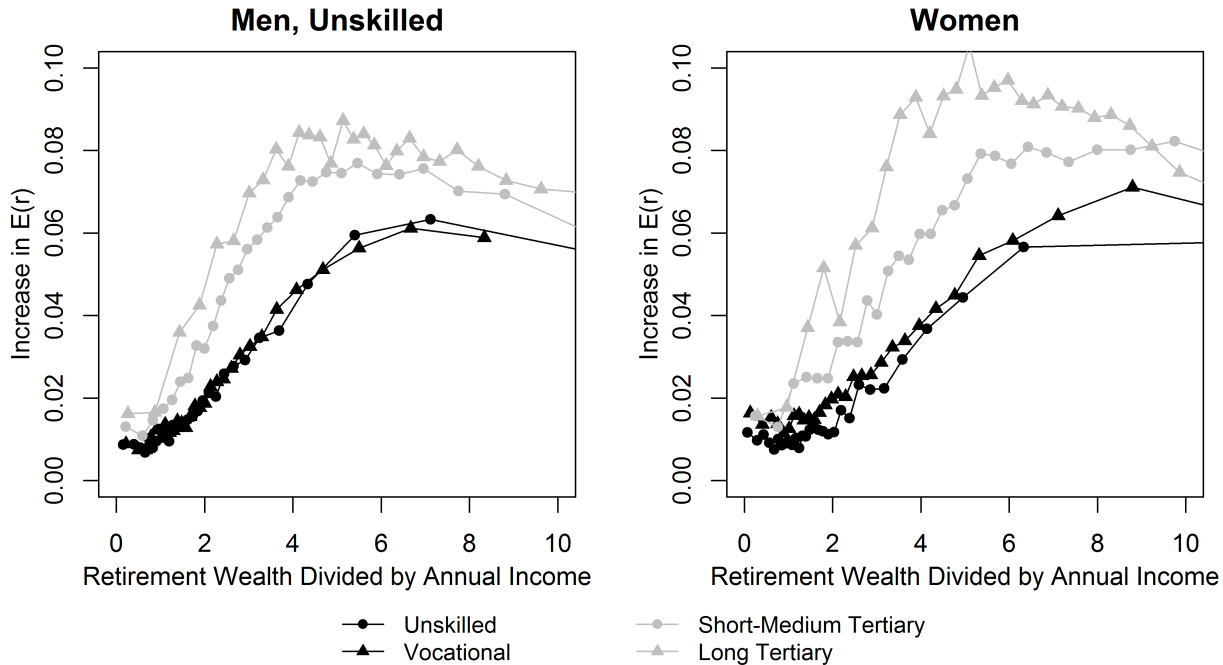 Men, Unskilled
Increase in E(r)
0.10
0.08
0.06
0.04
0.02
0.00
0 2 4 6 8 10
Retirement Wealth Divided by Annual Income
Women
Increase in E(r)
0.10
0.08
0.06
0.04
0.02
0.00
0 2 4 6 8 10
Retirement Wealth Divided by Annual Income
Unskilled
Vocational
Short-Medium Tertiary
Long Tertiary